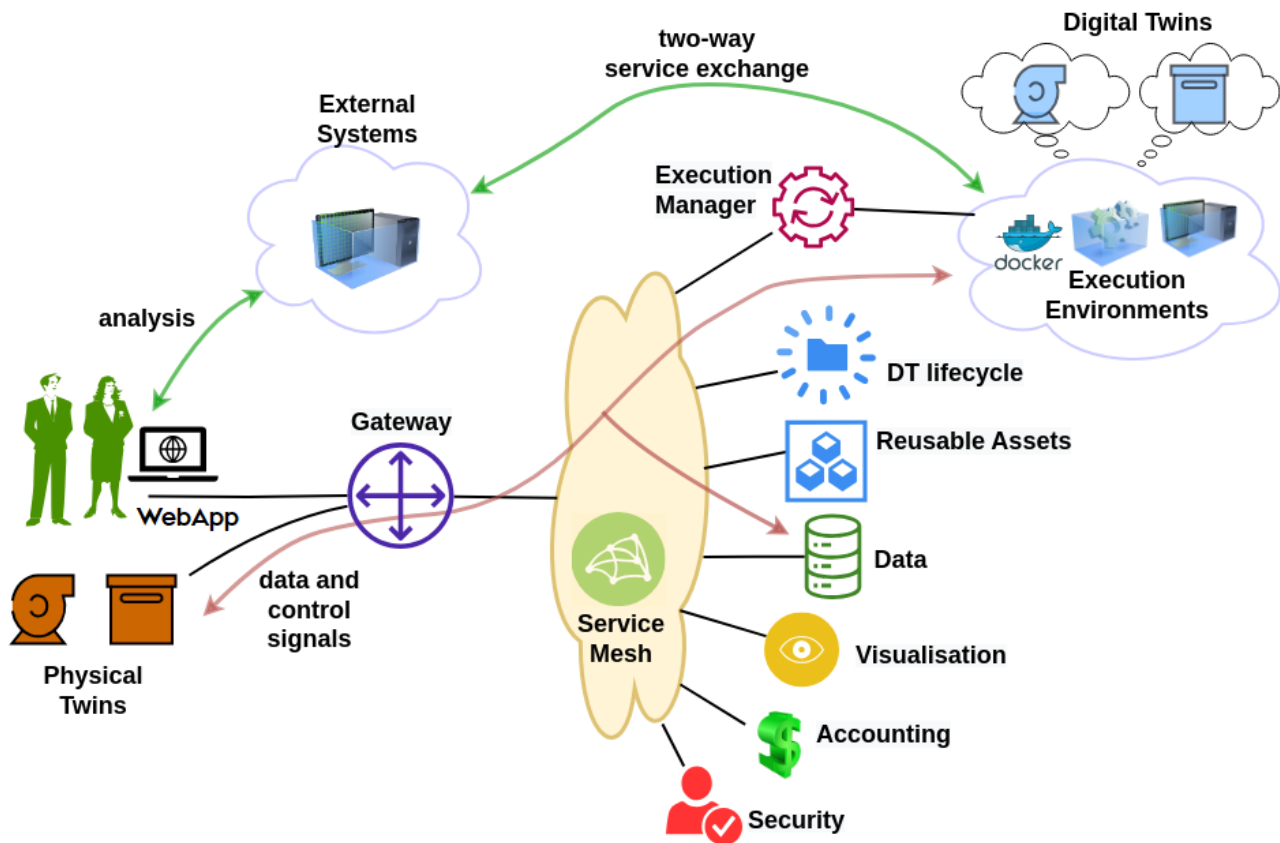 Digital Twins
two-way
service exchange
External
Systems
Execution
Manager
docker
Execution
Environments
analysis
DT lifecycle
Gateway
Reusable Assets
WebApp
Data
data and
control
signals
Service
Mesh
Visualisation
Physical
Twins
Accounting
Security